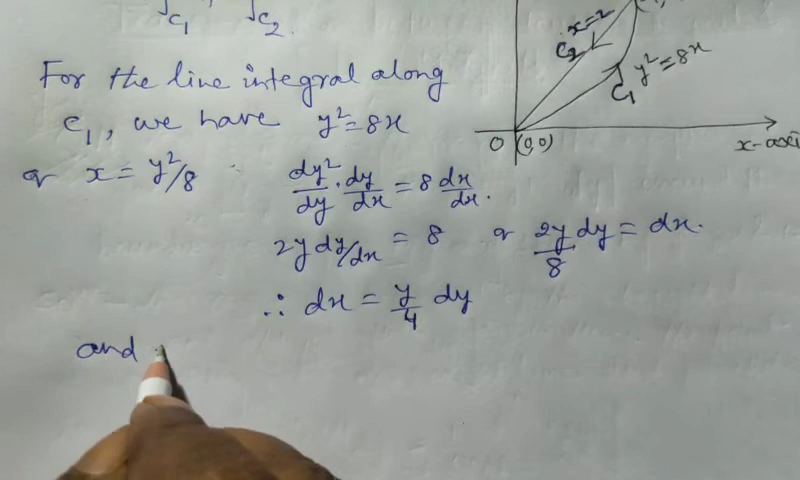 ∫C₁ ∫C₂.
For the line integral along
C₁, we have y² = 8x
or x = y²/8
dy²/dy · dy/dx = 8 dx/dx.
2y dy/dx = 8 or 2y/8 dy = dx.
∴ dx = y/4 dy
and
x=2
C₂
y² = 8x
C₁
O (0,0)
x-axi